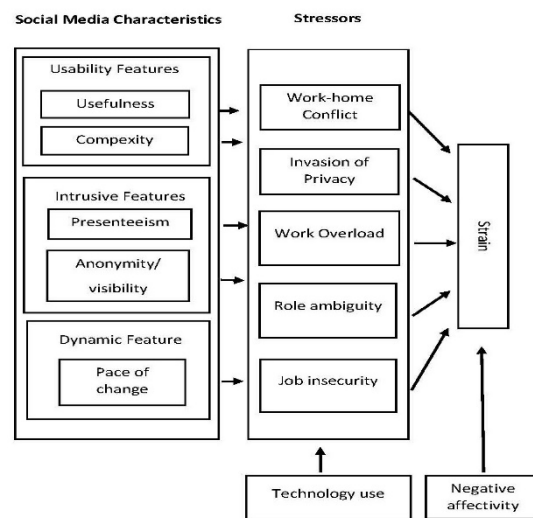 Social Media Characteristics
Usability Features
Usefulness
Compexity
Intrusive Features
Presenteeism
Anonymity/
visibility
Dynamic Feature
Pace of
change
Stressors
Work-home
Conflict
Invasion of
Privacy
Work Overload
Role ambiguity
Job insecurity
Strain
Technology use
Negative
affectivity